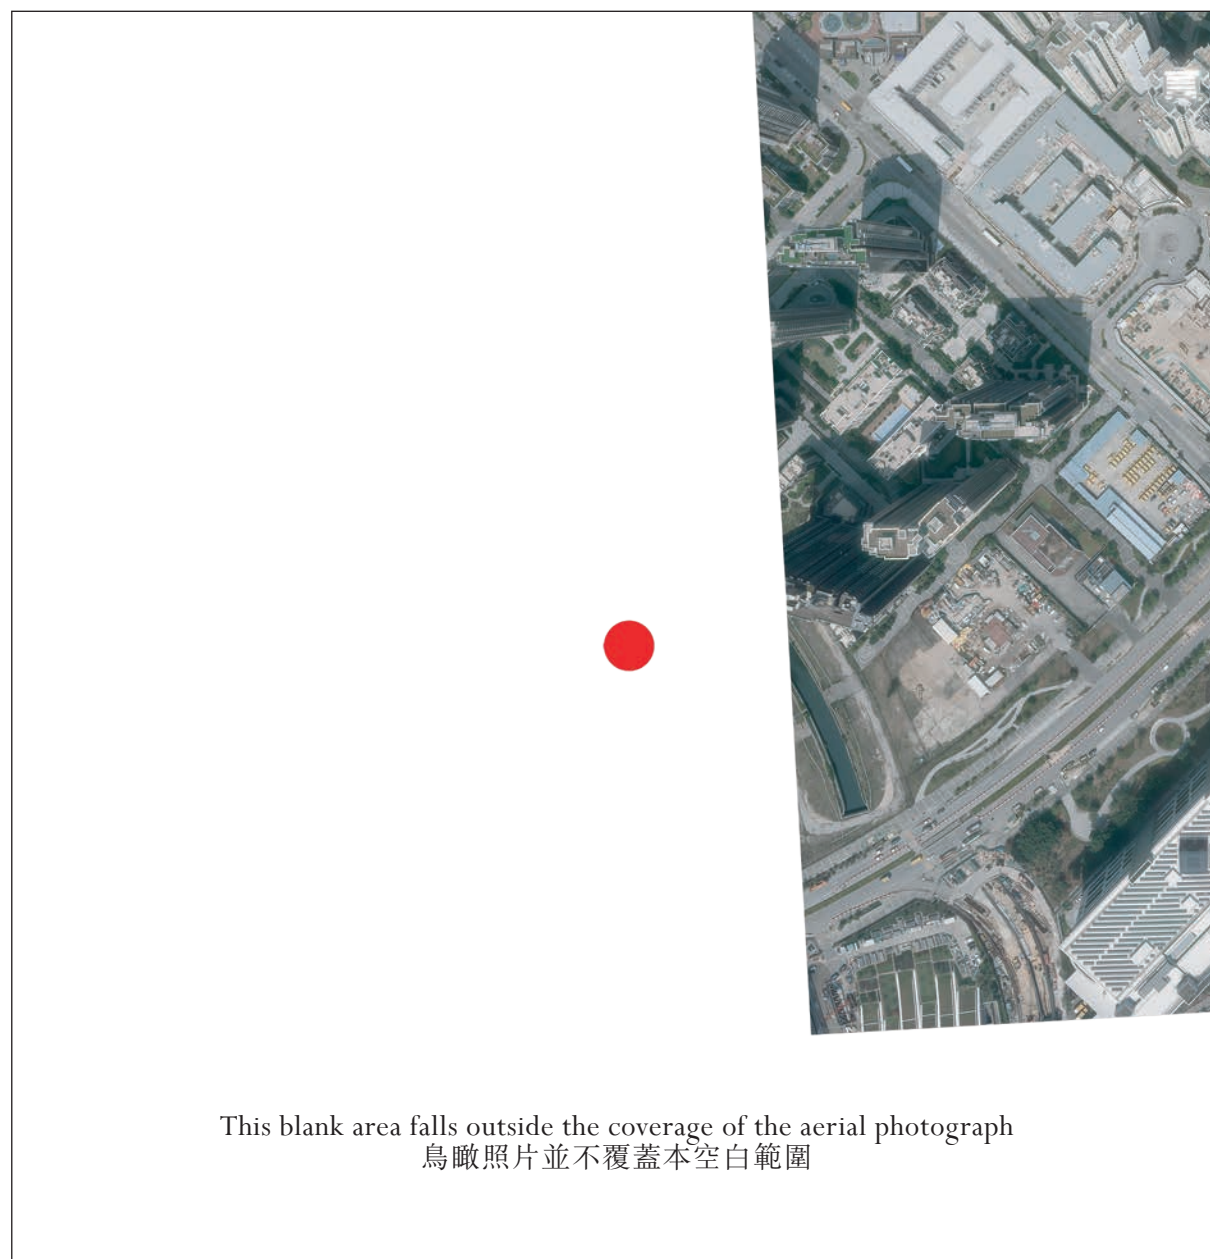 This blank area falls outside the coverage of the aerial photograph
鳥瞰照片並不覆蓋本空白範圍